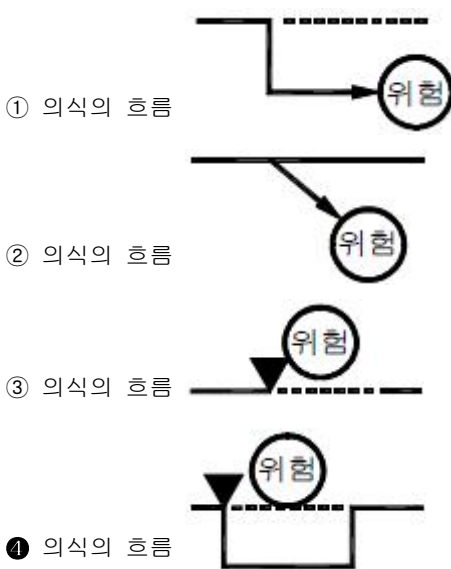 위험
① 의식의 흐름
위험
② 의식의 흐름
위험
③ 의식의 흐름
위험
❹ 의식의 흐름